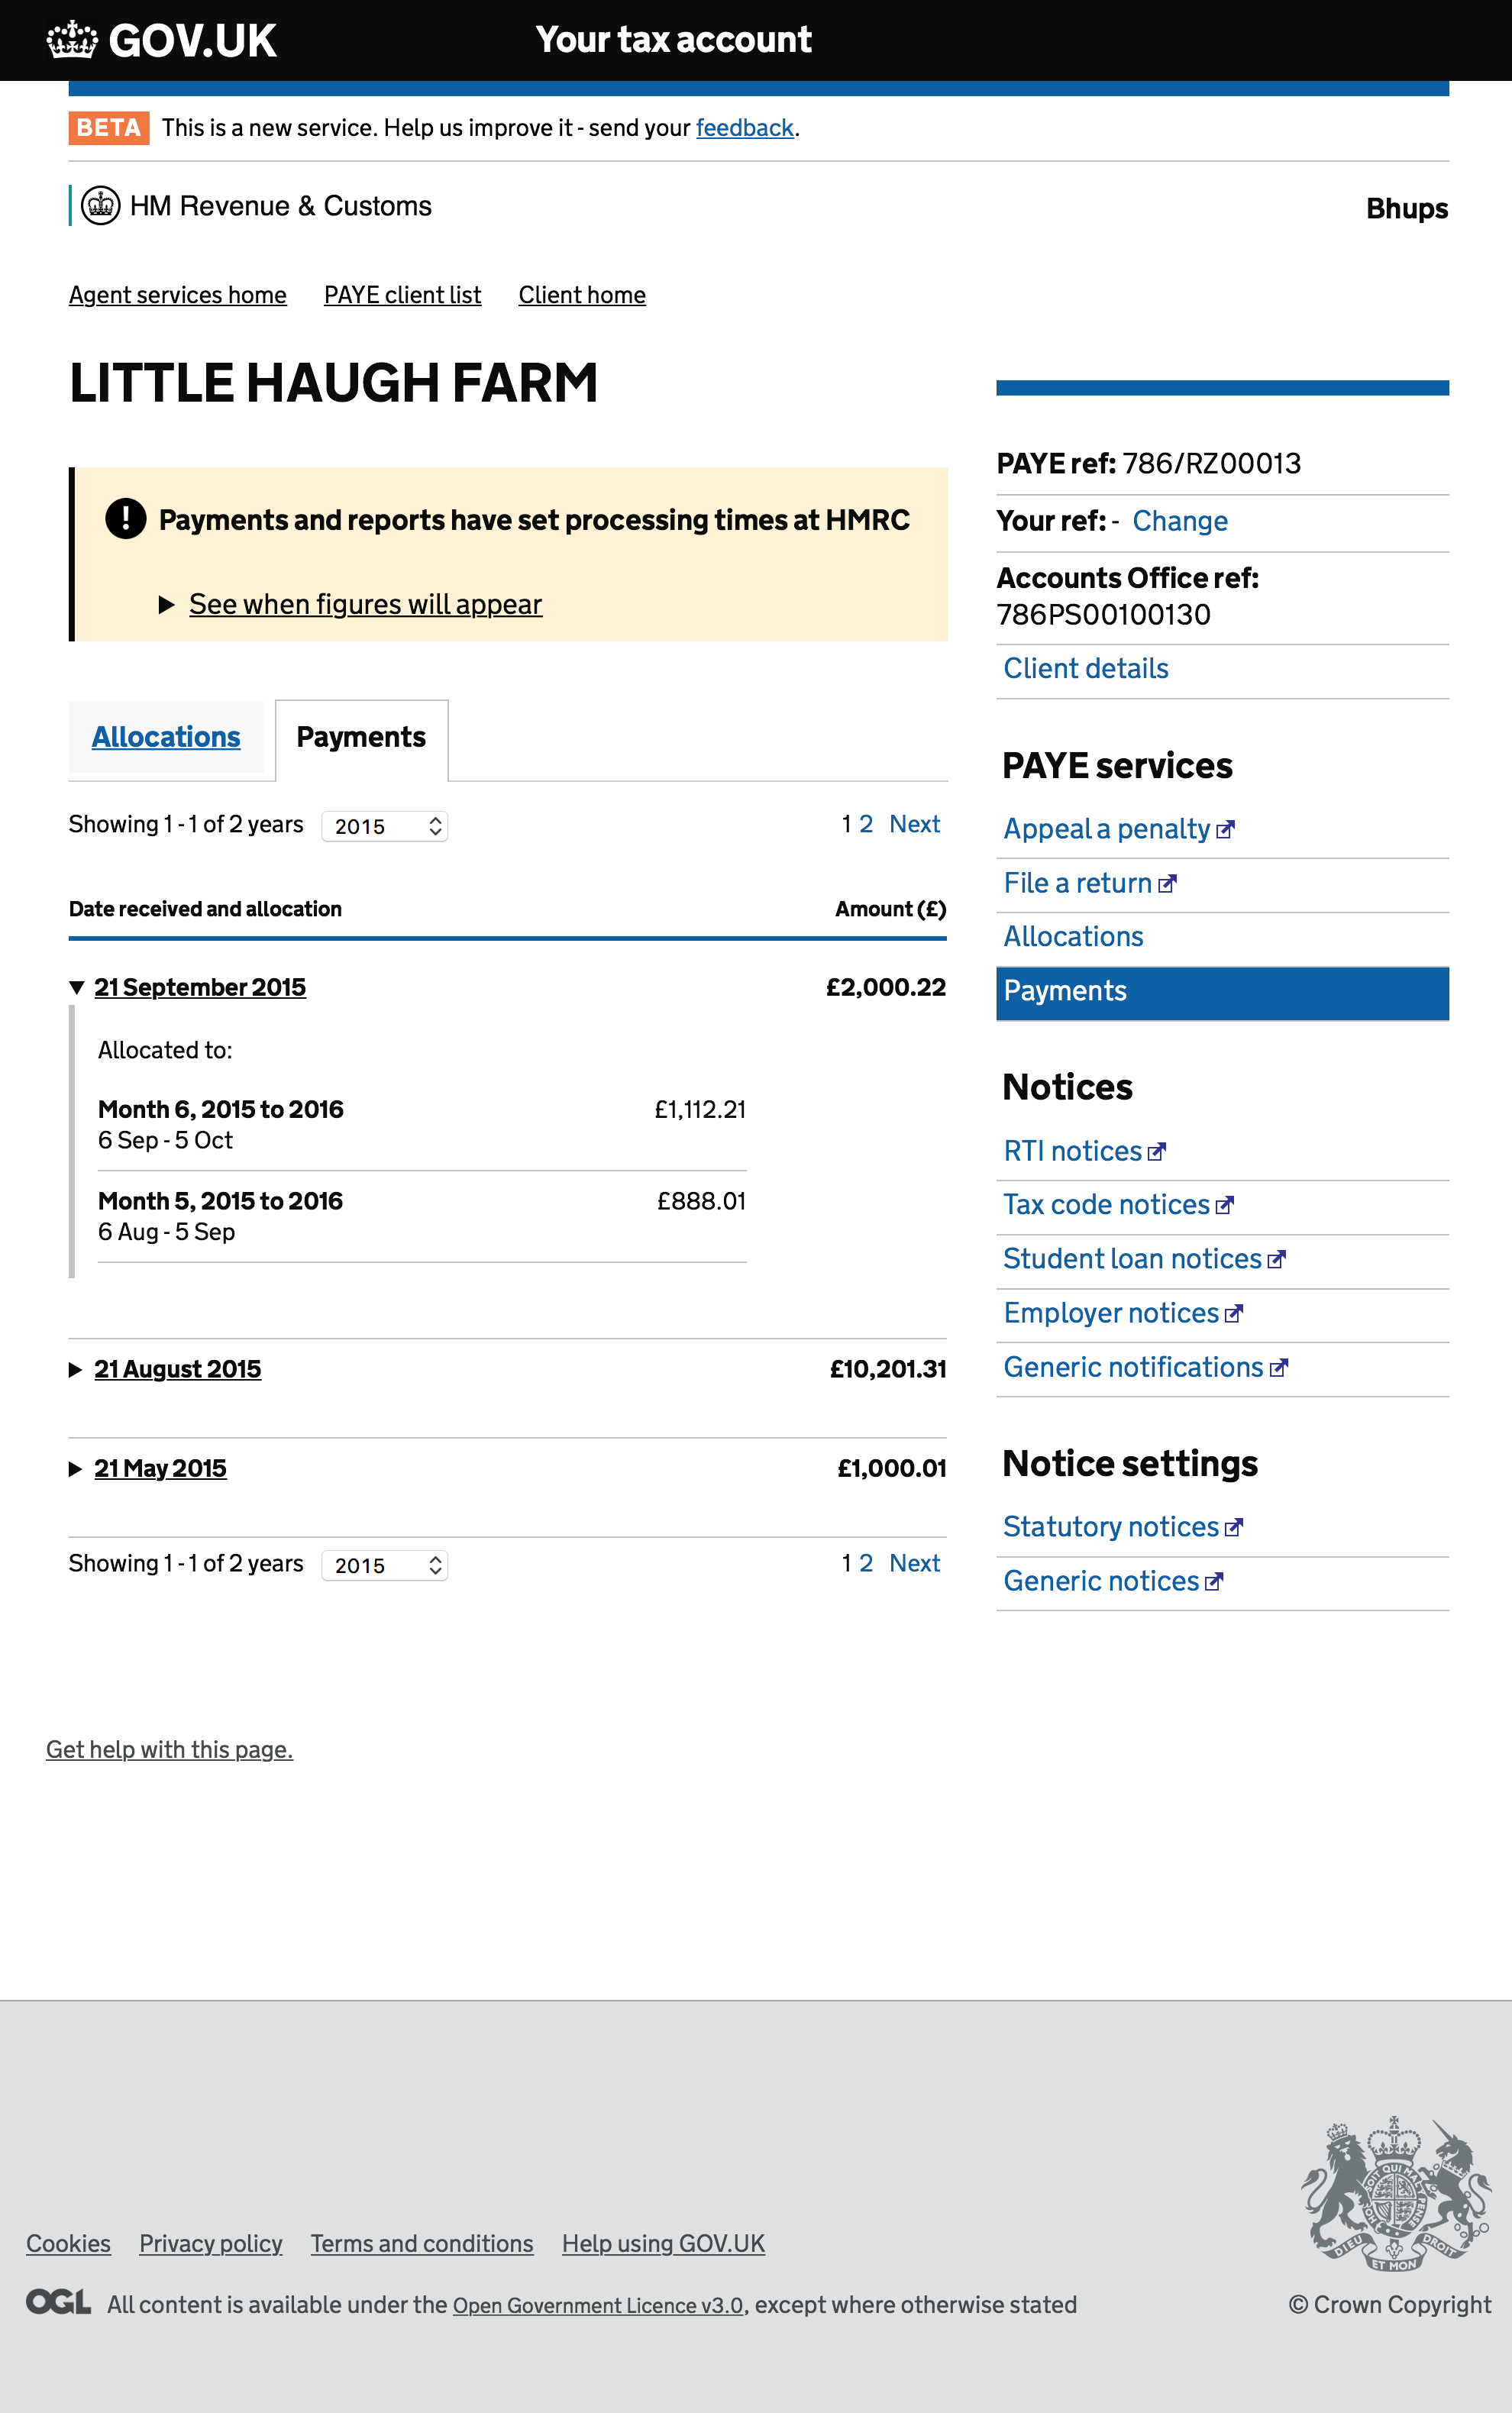 GOV.UK Your tax account
BETA This is a new service. Help us improve it - send your feedback.
HM Revenue & Customs
Bhups
Agent services home PAYE client list Client home
LITTLE HAUGH FARM
! Payments and reports have set processing times at HMRC
See when figures will appear
Allocations Payments
Showing 1 - 1 of 2 years 2015 1 2 Next
Date received and allocation Amount (£)
21 September 2015 £2,000.22
Allocated to:
Month 6, 2015 to 2016 £1,112.21
6 Sep - 5 Oct
Month 5, 2015 to 2016 £888.01
6 Aug - 5 Sep
21 August 2015 £10,201.31
21 May 2015 £1,000.01
Showing 1 - 1 of 2 years 2015 1 2 Next
PAYE ref: 786/RZ00013
Your ref: - Change
Accounts Office ref:
786PS00100130
Client details
PAYE services
Appeal a penalty
File a return
Allocations
Payments
Notices
RTI notices
Tax code notices
Student loan notices
Employer notices
Generic notifications
Notice settings
Statutory notices
Generic notices
Get help with this page.
DIEU ET MON DROIT
Cookies Privacy policy Terms and conditions Help using GOV.UK
OGL All content is available under the Open Government Licence v3.0, except where otherwise stated
© Crown Copyright